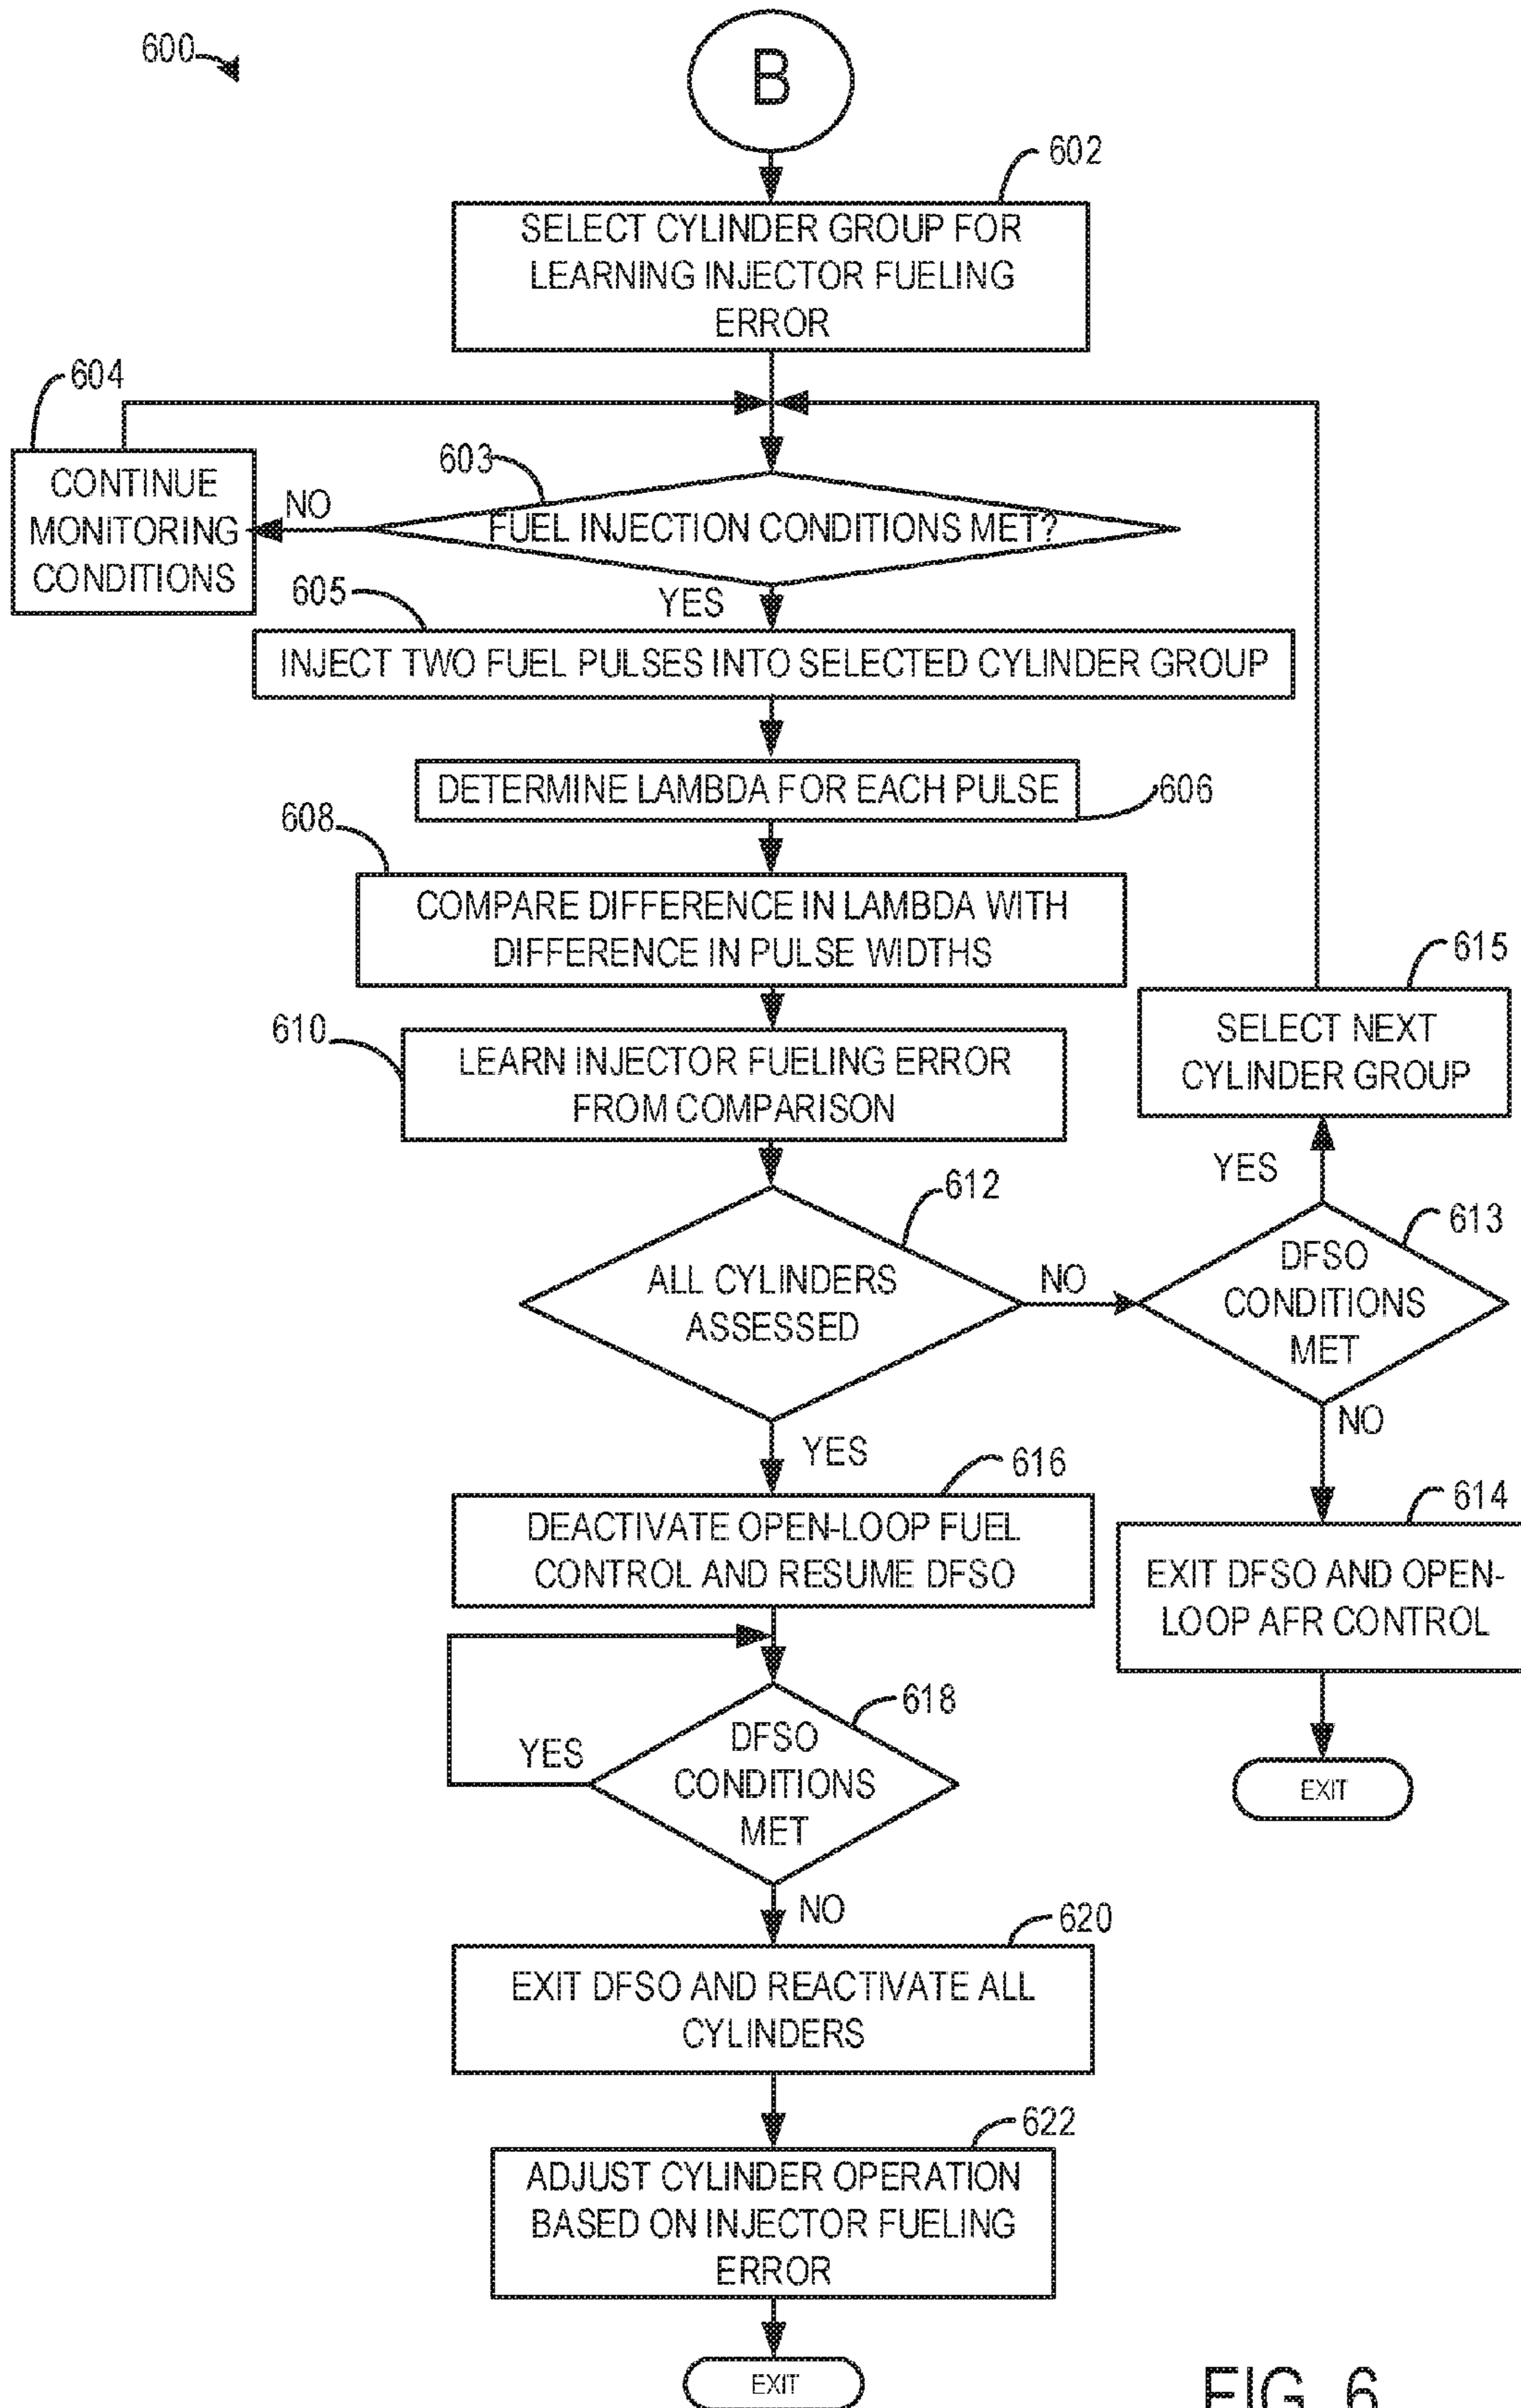 600
B
602
SELECT CYLINDER GROUP FOR
LEARNING INJECTOR FUELING
ERROR
604
CONTINUE
MONITORING
CONDITIONS
NO
603
FUEL INJECTION CONDITIONS MET?
YES
605
INJECT TWO FUEL PULSES INTO SELECTED CYLINDER GROUP
DETERMINE LAMBDA FOR EACH PULSE
606
608
COMPARE DIFFERENCE IN LAMBDA WITH
DIFFERENCE IN PULSE WIDTHS
610
LEARN INJECTOR FUELING ERROR
FROM COMPARISON
615
SELECT NEXT
CYLINDER GROUP
YES
612
ALL CYLINDERS
ASSESSED
NO
613
DFSO
CONDITIONS
MET
NO
YES
616
DEACTIVATE OPEN-LOOP FUEL
CONTROL AND RESUME DFSO
614
EXIT DFSO AND OPEN-
LOOP AFR CONTROL
EXIT
618
DFSO
CONDITIONS
MET
YES
NO
620
EXIT DFSO AND REACTIVATE ALL
CYLINDERS
622
ADJUST CYLINDER OPERATION
BASED ON INJECTOR FUELING
ERROR
EXIT
FIG. 6